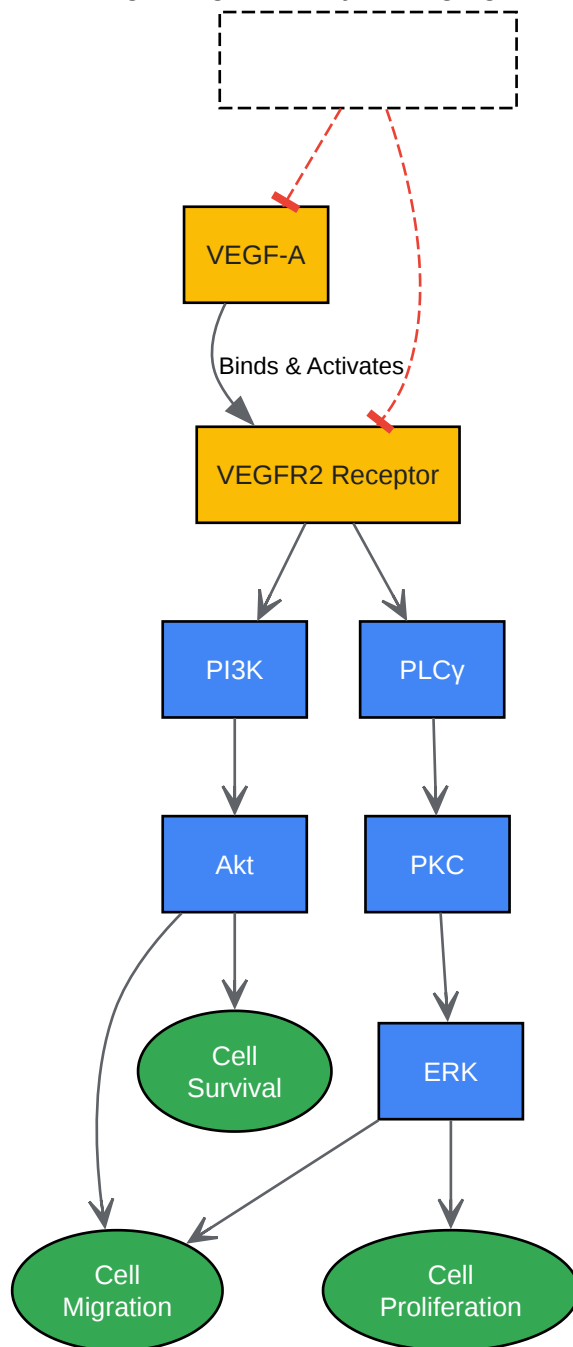 VEGF-A
Binds & Activates
VEGFR2 Receptor
PI3K
PLCγ
Akt
PKC
Cell
Survival
ERK
Cell
Migration
Cell
Proliferation